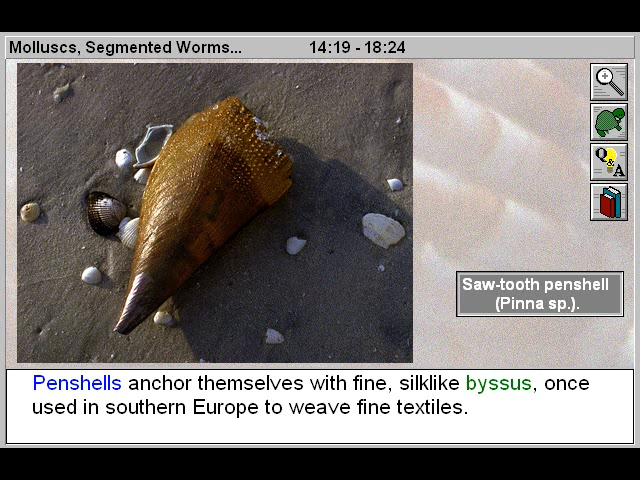 Molluscs, Segmented Worms... 14:19 - 18:24
Q & A
Saw-tooth penshell
(Pinna sp.).
Penshells anchor themselves with fine, silklike byssus, once
used in southern Europe to weave fine textiles.